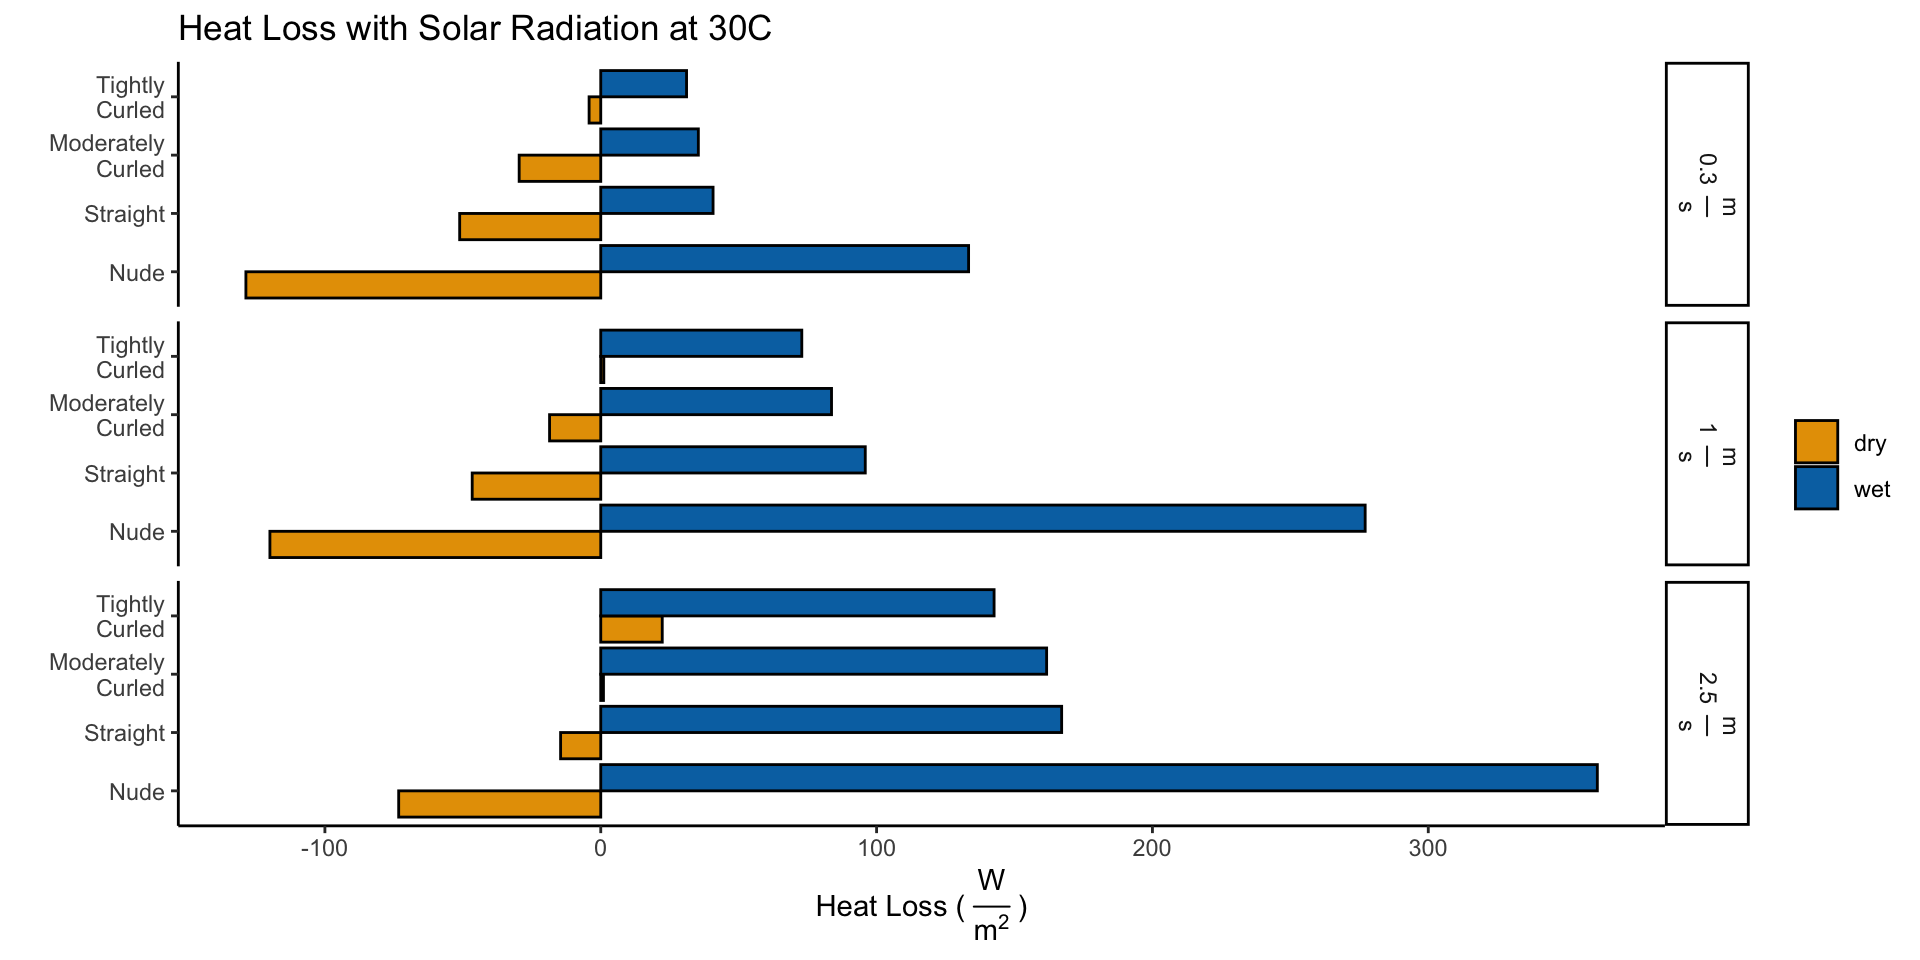 Heat Loss with Solar Radiation at 30C
Tightly
Curled
Moderately
Curled
Straight
Nude
0.3 m/s
Tightly
Curled
Moderately
Curled
Straight
Nude
1 m/s
Tightly
Curled
Moderately
Curled
Straight
Nude
2.5 m/s
dry
wet
-100 0 100 200 300
Heat Loss ( W/m² )